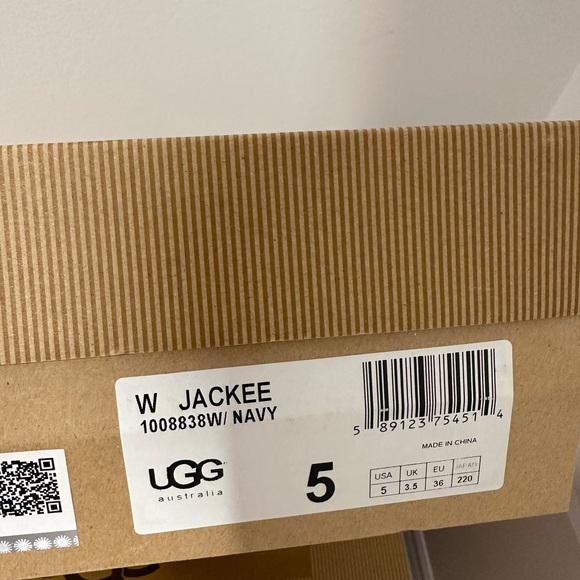 W JACKEE
1008838W/ NAVY
5 89123 75451 4
MADE IN CHINA
UGG
australia
5
USA UK EU JAPAN
5 3.5 36 220